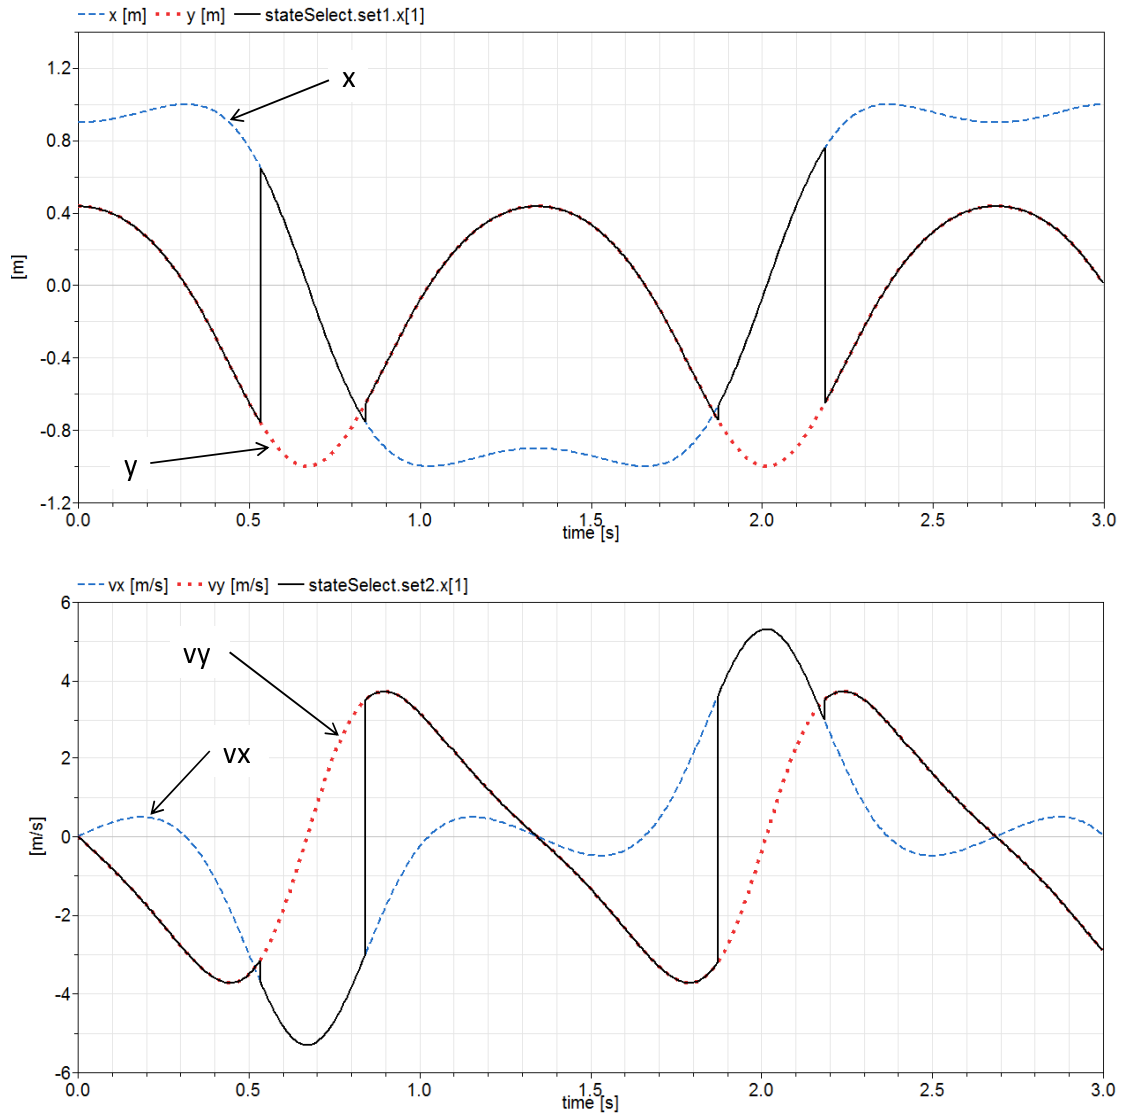 x [m] y [m] stateSelect.set1.x[1]
1.2
x
0.8
0.4
[m]
0.0
-0.4
-0.8
y
-1.2
0.0 0.5 1.0 1.5 2.0 2.5 3.0
time [s]
vx [m/s] vy [m/s] stateSelect.set2.x[1]
6
vy
4
vx
2
[m/s]
0
-2
-4
-6
0.0 0.5 1.0 1.5 2.0 2.5 3.0
time [s]